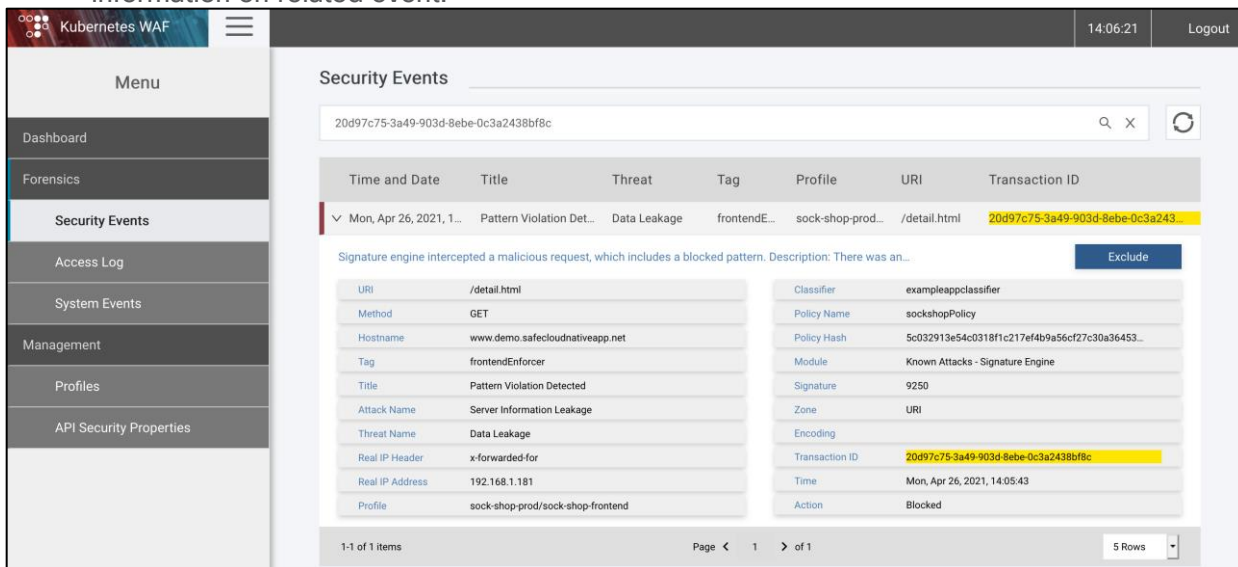 information on related event.
Kubernetes WAF
14:06:21
Logout
Menu
Dashboard
Forensics
Security Events
Access Log
System Events
Management
Profiles
API Security Properties
Security Events
20d97c75-3a49-903d-8ebe-0c3a2438bf8c
Time and Date Title Threat Tag Profile URI Transaction ID
Mon, Apr 26, 2021, 1... Pattern Violation Det... Data Leakage frontendE... sock-shop-prod... /detail.html 20d97c75-3a49-903d-8ebe-0c3a243...
Signature engine intercepted a malicious request, which includes a blocked pattern. Description: There was an...
Exclude
URI /detail.html
Method GET
Hostname www.demo.safecloudnativeapp.net
Tag frontendEnforcer
Title Pattern Violation Detected
Attack Name Server Information Leakage
Threat Name Data Leakage
Real IP Header x-forwarded-for
Real IP Address 192.168.1.181
Profile sock-shop-prod/sock-shop-frontend
Classifier exampleappclassifier
Policy Name sockshopPolicy
Policy Hash 5c032913e54c0318f1c217ef4b9a56cf27c30a36453...
Module Known Attacks - Signature Engine
Signature 9250
Zone URI
Encoding
Transaction ID 20d97c75-3a49-903d-8ebe-0c3a2438bf8c
Time Mon, Apr 26, 2021, 14:05:43
Action Blocked
1-1 of 1 items
Page 1 of 1
5 Rows